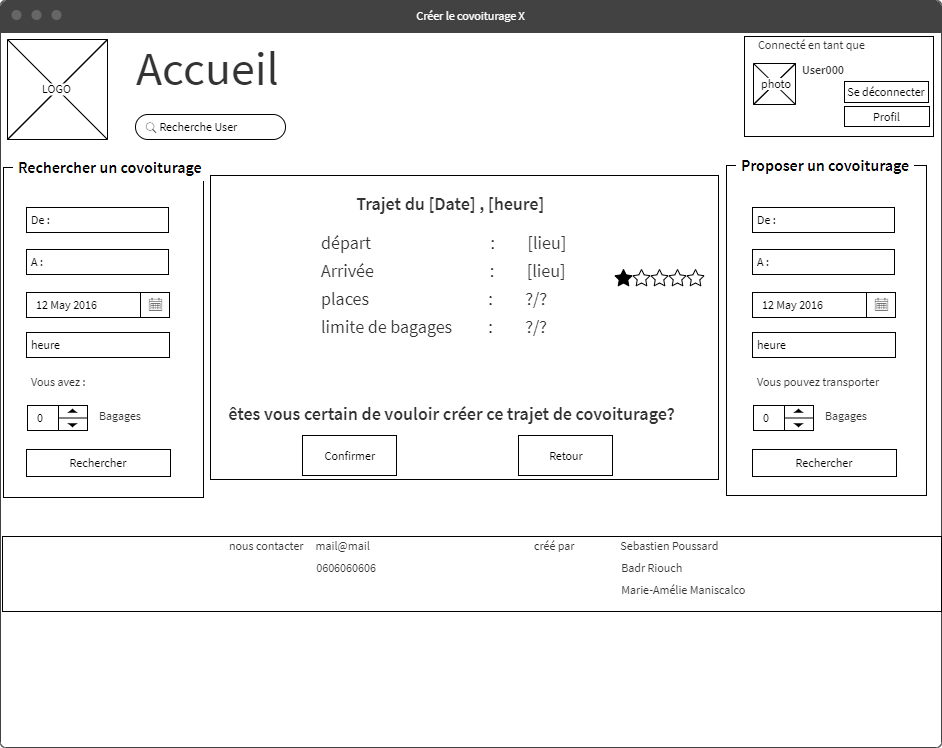 Créer le covoiturage X
LOGO
Accueil
Recherche User
Connecté en tant que
photo
User000
Se déconnecter
Profil
Rechercher un covoiturage
De :
A :
12 May 2016
heure
Vous avez :
0
Bagages
Rechercher
Trajet du [Date] , [heure]
départ : [lieu]
Arrivée : [lieu]
places : ?/?
limite de bagages : ?/?
êtes vous certain de vouloir créer ce trajet de covoiturage?
Confirmer
Retour
Proposer un covoiturage
De :
A :
12 May 2016
heure
Vous pouvez transporter
0
Bagages
Rechercher
nous contacter
mail@mail
0606060606
créé par
Sebastien Poussard
Badr Riouch
Marie-Amélie Maniscalco